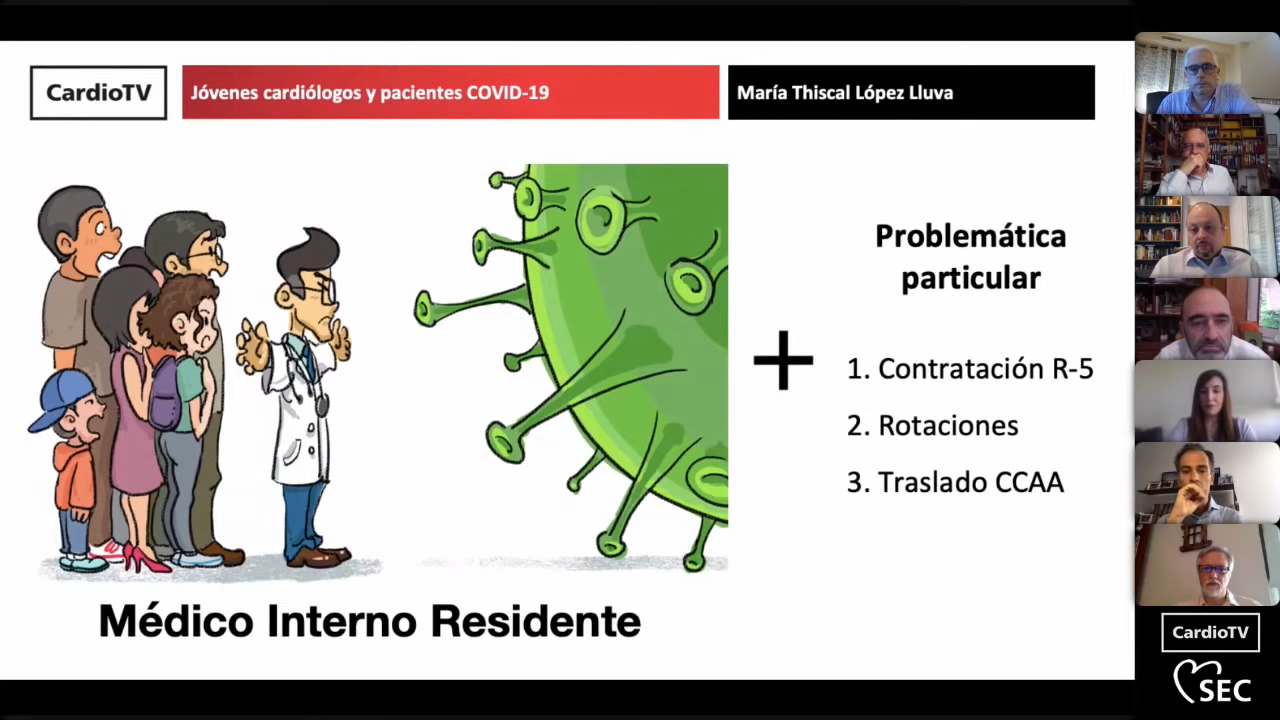 CardioTV
Jóvenes cardiólogos y pacientes COVID-19
María Thiscal López Lluva
Problemática
particular
1. Contratación R-5
2. Rotaciones
3. Traslado CCAA
Médico Interno Residente
CardioTV
SEC